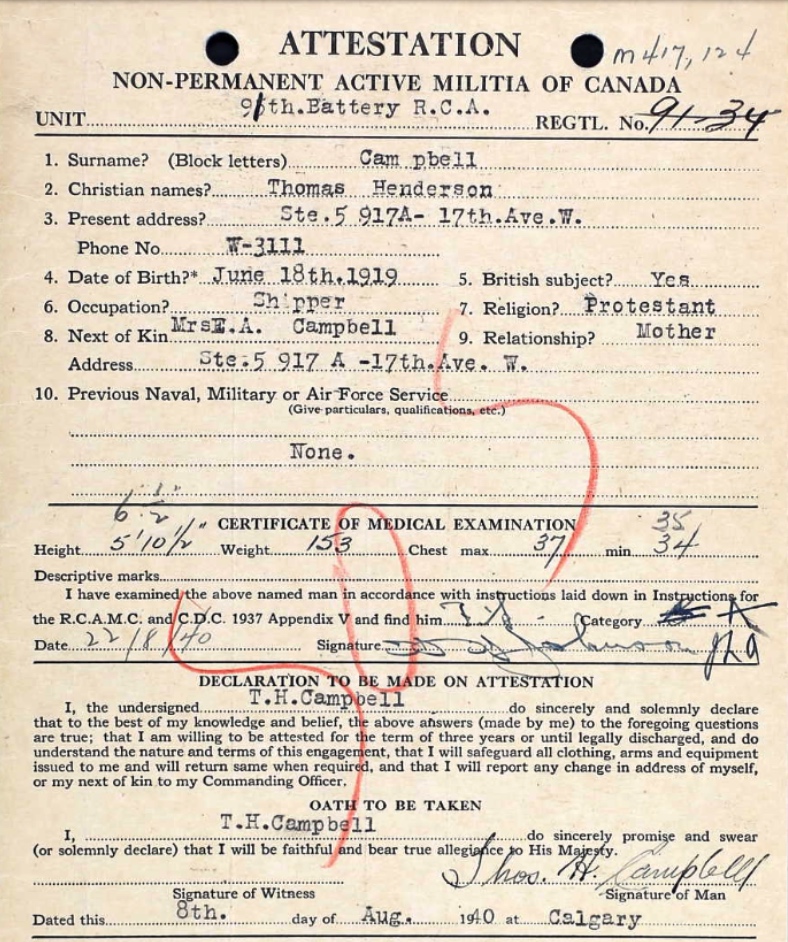 ATTESTATION
M417,124
NON-PERMANENT ACTIVE MILITIA OF CANADA
UNIT 91th.Battery R.C.A. REGTL. No. 91-34
1. Surname? (Block letters) Cam pbell
2. Christian names? Thomas Henderson
3. Present address? Ste.5 917A- 17th.Ave.W.
Phone No. W-3111
4. Date of Birth?* June 18th.1919 5. British subject? Yes
6. Occupation? Shipper 7. Religion? Protestant
8. Next of Kin MrsE.A. Campbell 9. Relationship? Mother
Address Ste.5 917 A -17th.Ave. W.
10. Previous Naval, Military or Air Force Service
(Give particulars, qualifications, etc.)
None.
6 ½"
CERTIFICATE OF MEDICAL EXAMINATION 35
Height 5'10½" Weight 153 Chest max 37 min 34
Descriptive marks
I have examined the above named man in accordance with instructions laid down in Instructions for
the R.C.A.M.C. and C.D.C. 1937 Appendix V and find him Category A
Date 22/8/40 Signature Johnson
DECLARATION TO BE MADE ON ATTESTATION
I, the undersigned T.H.Campbell do sincerely and solemnly declare
that to the best of my knowledge and belief, the above answers (made by me) to the foregoing questions
are true; that I am willing to be attested for the term of three years or until legally discharged, and do
understand the nature and terms of this engagement, that I will safeguard all clothing, arms and equipment
issued to me and will return same when required, and that I will report any change in address of myself,
or my next of kin to my Commanding Officer.
OATH TO BE TAKEN
I, T.H.Campbell do sincerely promise and swear
(or solemnly declare) that I will be faithful and bear true allegiance to His Majesty.
Thos. H. Campbell
Signature of Witness Signature of Man
Dated this 8th. day of Aug. 1940 at Calgary